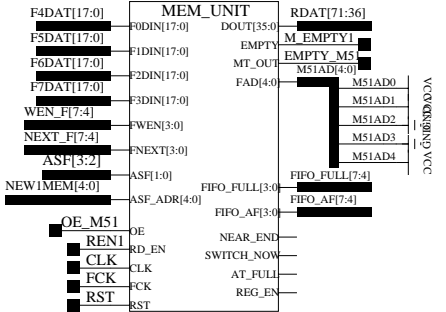 MEM_UNIT
F4DAT[17:0]
F0DIN[17:0]
F5DAT[17:0]
F1DIN[17:0]
F6DAT[17:0]
F2DIN[17:0]
F7DAT[17:0]
F3DIN[17:0]
WEN_F[7:4]
FWEN[3:0]
NEXT_F[7:4]
FNEXT[3:0]
ASF[3:2]
ASF[1:0]
NEW1MEM[4:0]
ASF_ADR[4:0]
OE_M51
OE
REN1
RD_EN
CLK
CLK
FCK
FCK
RST
RST
DOUT[35:0]
RDAT[71:36]
EMPTY
M_EMPTY1
MT_OUT
EMPTY_M51
FAD[4:0]
M51AD[4:0]
M51AD0
M51AD1
M51AD2
M51AD3
M51AD4
FIFO_FULL[3:0]
FIFO_FULL[7:4]
FIFO_AF[3:0]
FIFO_AF[7:4]
NEAR_END
SWITCH_NOW
AT_FULL
REG_EN